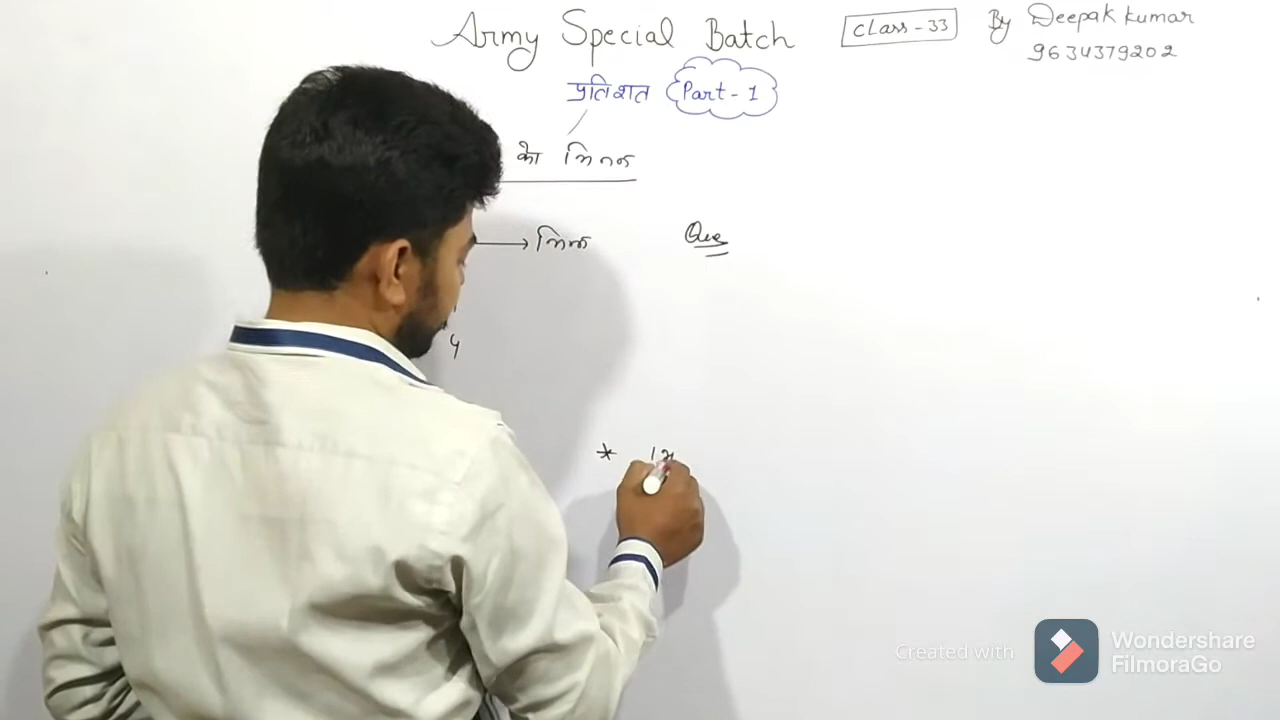 Army Special Batch
Class-33
By Deepak kumar
9634379202
प्रतिशत Part-1
को भिन्न
→ भिन्न
Que
*
Created with Wondershare FilmoraGo